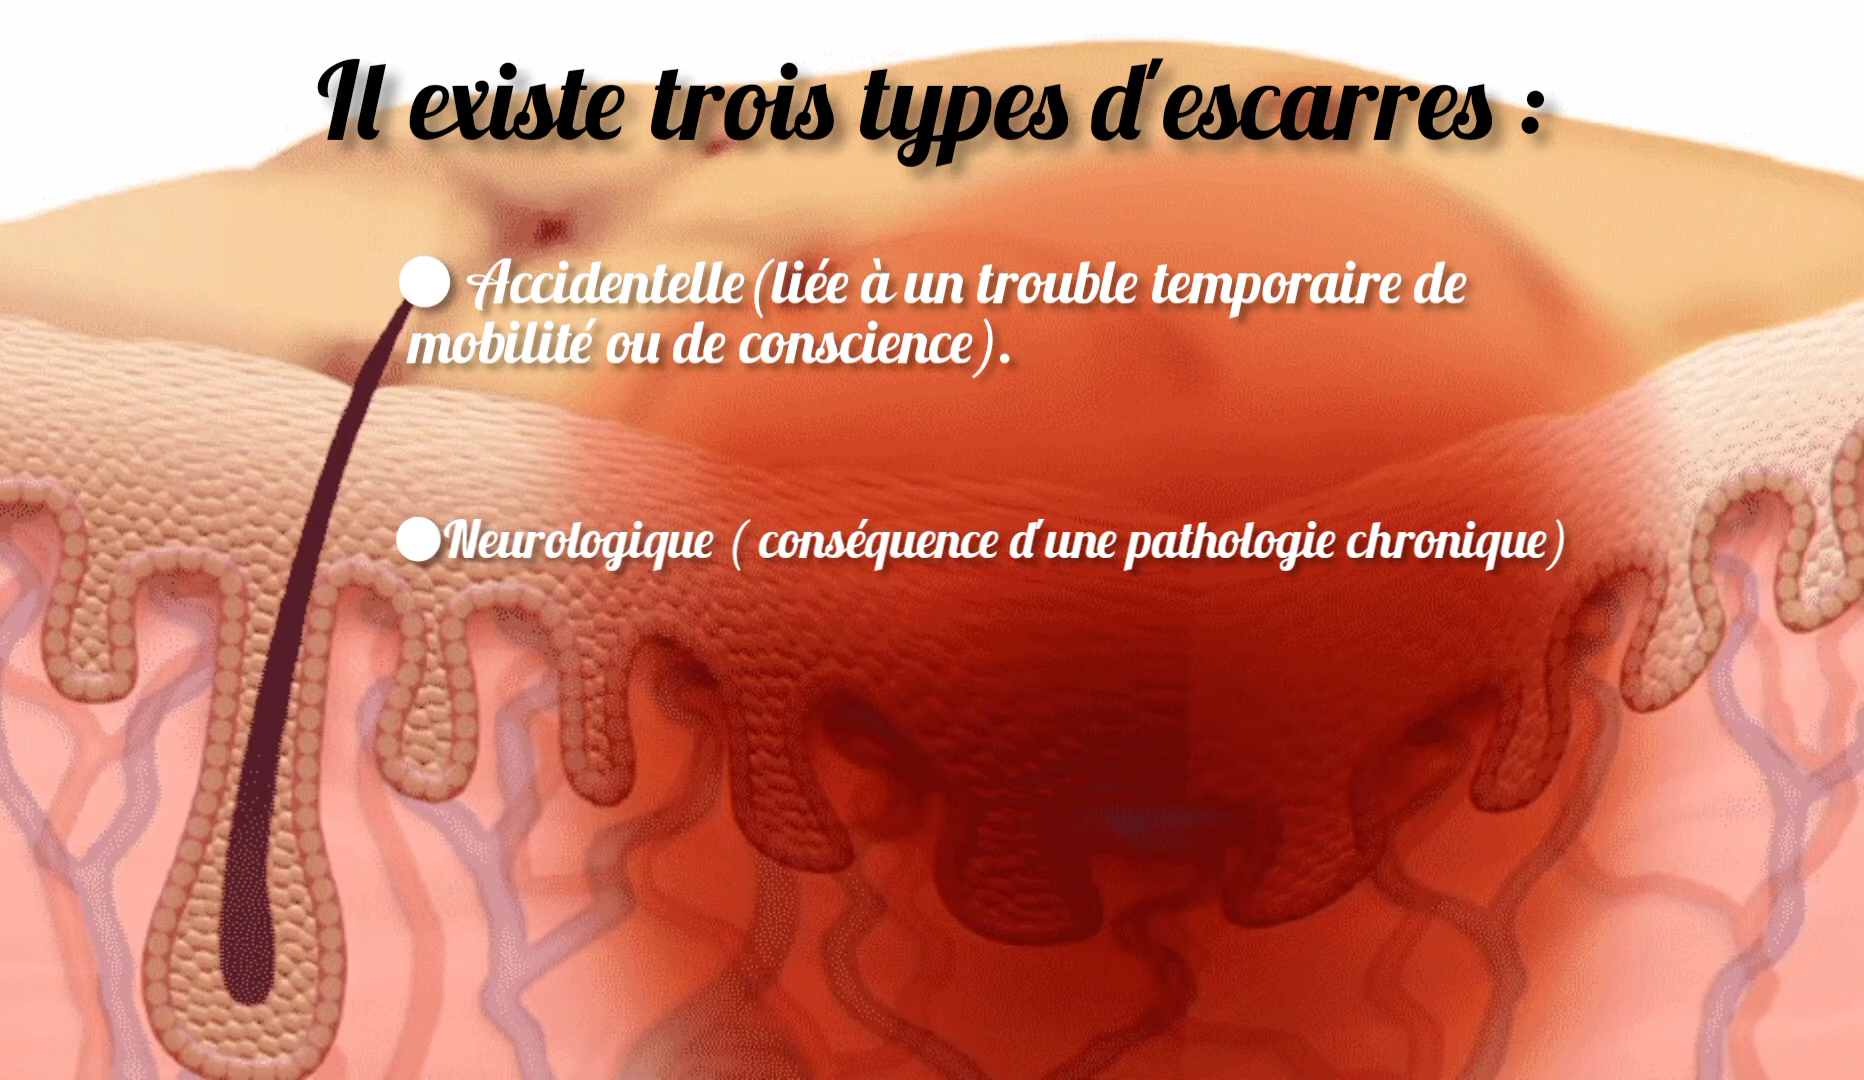 Il existe trois types d'escarres :
● Accidentelle (liée à un trouble temporaire de
mobilité ou de conscience).
●Neurologique ( conséquence d'une pathologie chronique)